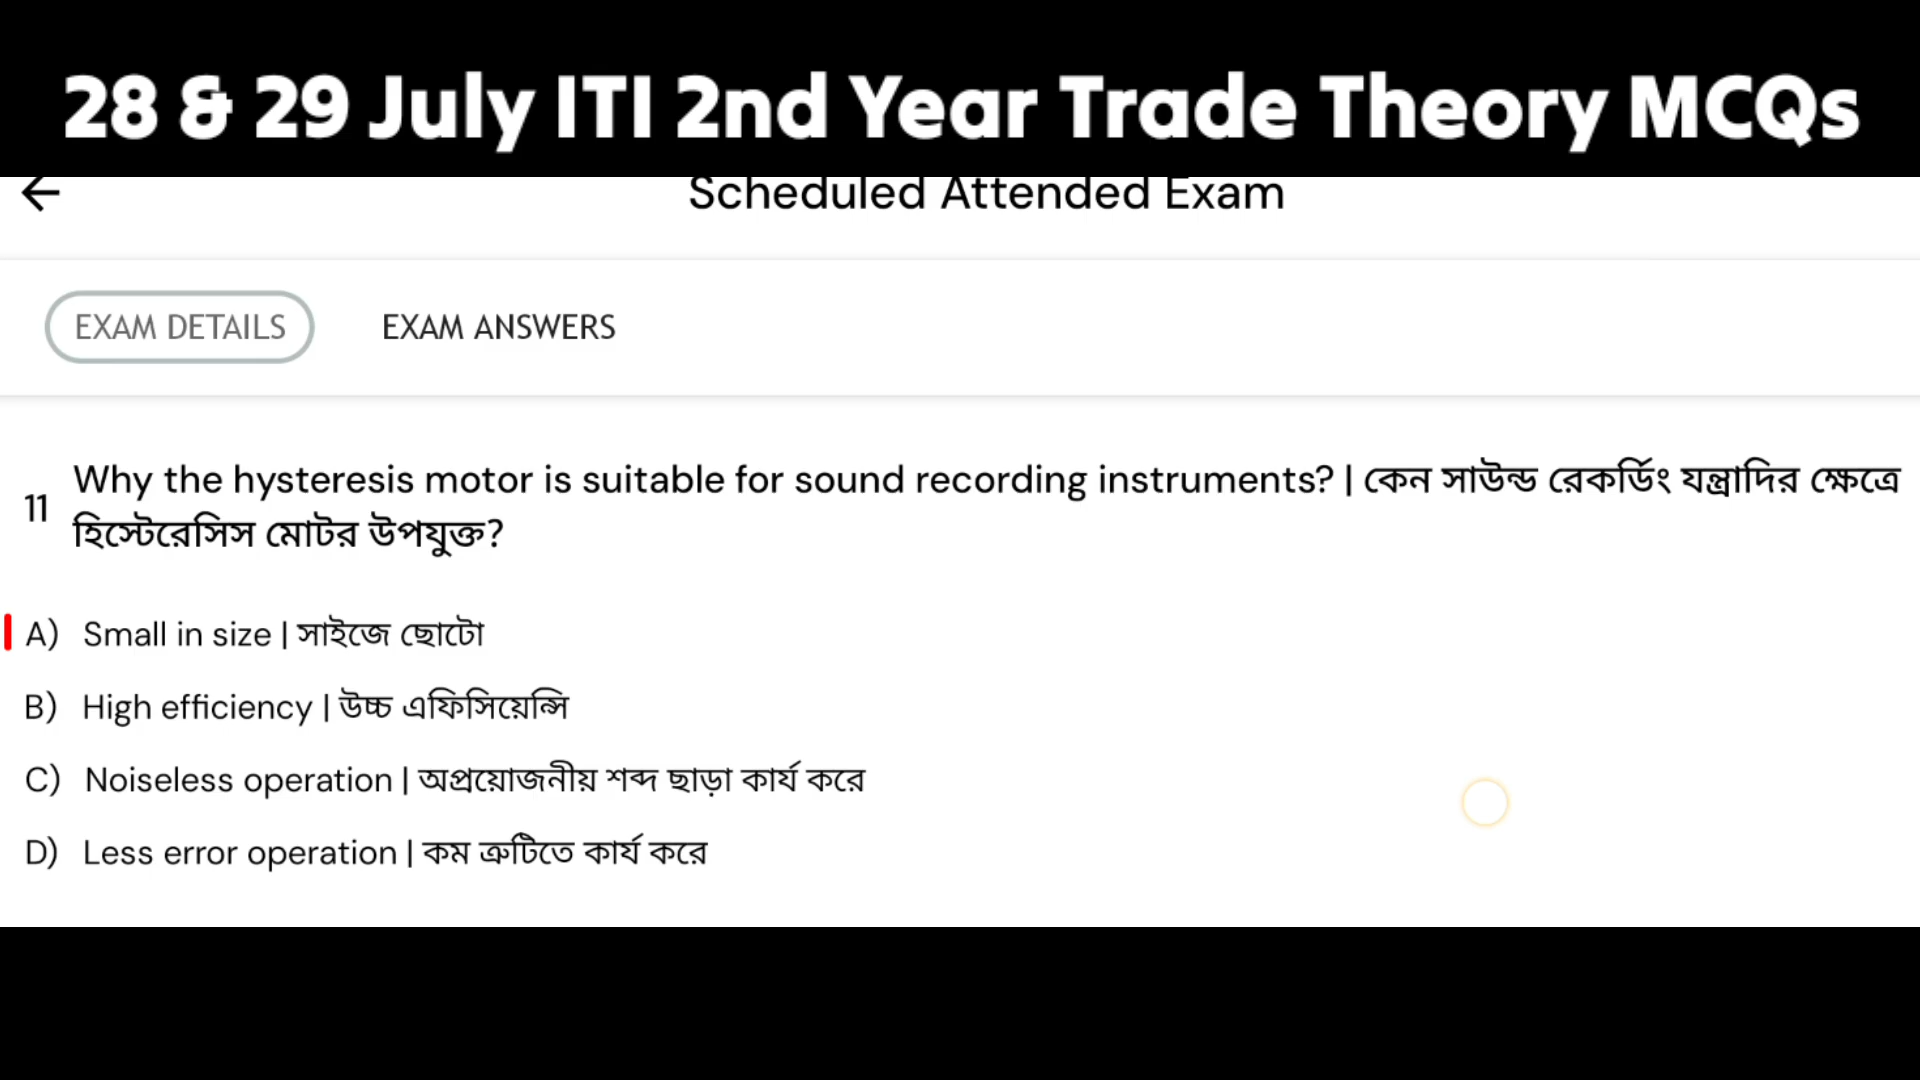 28 & 29 July ITI 2nd Year Trade Theory MCQs
Scheduled Attended Exam
EXAM DETAILS EXAM ANSWERS
11 Why the hysteresis motor is suitable for sound recording instruments? | কেন সাউন্ড রেকর্ডিং যন্ত্রাদির ক্ষেত্রে
হিস্টেরেসিস মোটর উপযুক্ত?
A) Small in size | সাইজে ছোটো
B) High efficiency | উচ্চ এফিসিয়েন্সি
C) Noiseless operation | অপ্রয়োজনীয় শব্দ ছাড়া কার্য করে
D) Less error operation | কম ত্রুটিতে কার্য করে